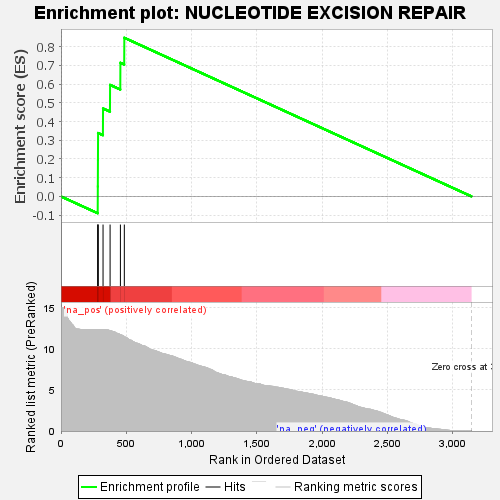 Enrichment plot: NUCLEOTIDE EXCISION REPAIR
Enrichment score (ES)
0.8
0.7
0.6
0.5
0.4
0.3
0.2
0.1
0.0
-0.1
'na_pos' (positively correlated)
Ranked list metric (PreRanked)
15
10
5
0
Zero cross at
'na_neg' (negatively correlated)
0 500 1,000 1,500 2,000 2,500 3,000
Rank in Ordered Dataset
Enrichment profile Hits Ranking metric scores